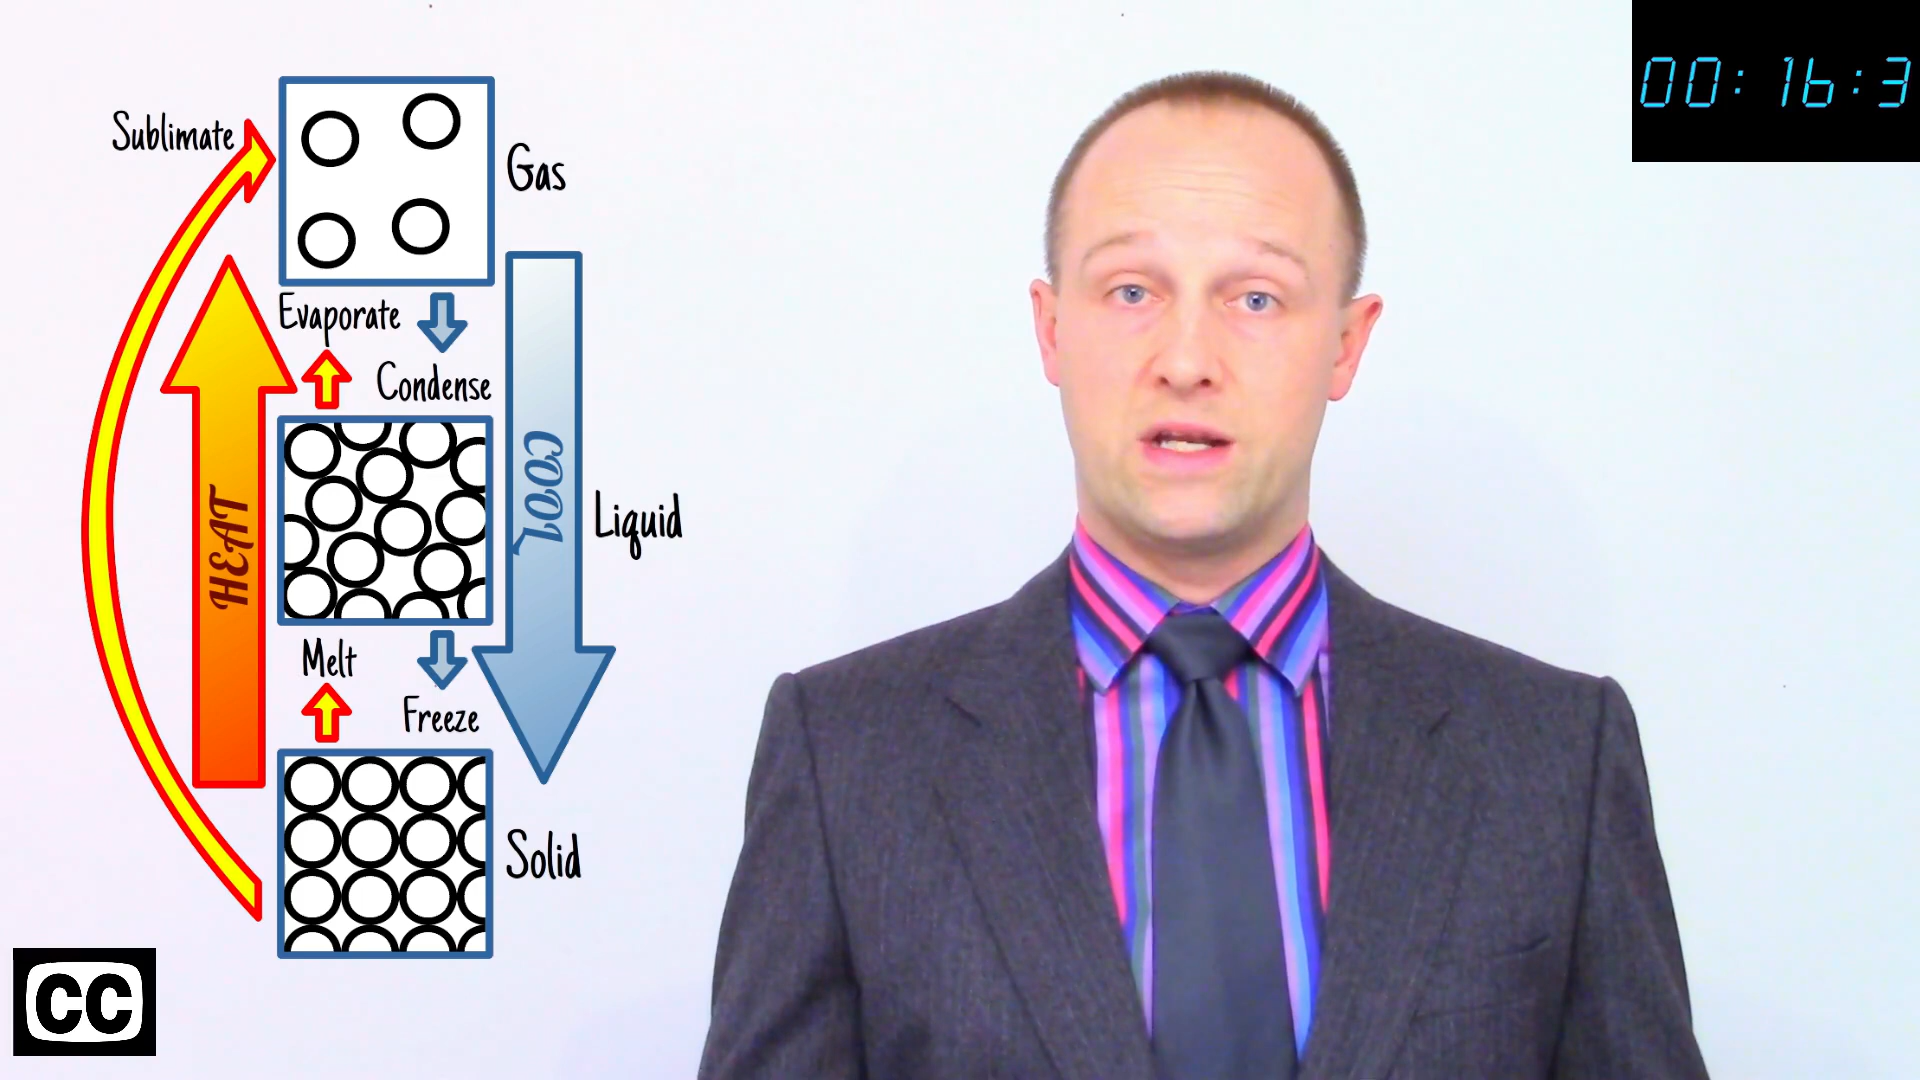 00:16:3
Sublimate
Gas
Evaporate
Condense
HEAT
COOL
Liquid
Melt
Freeze
Solid
CC